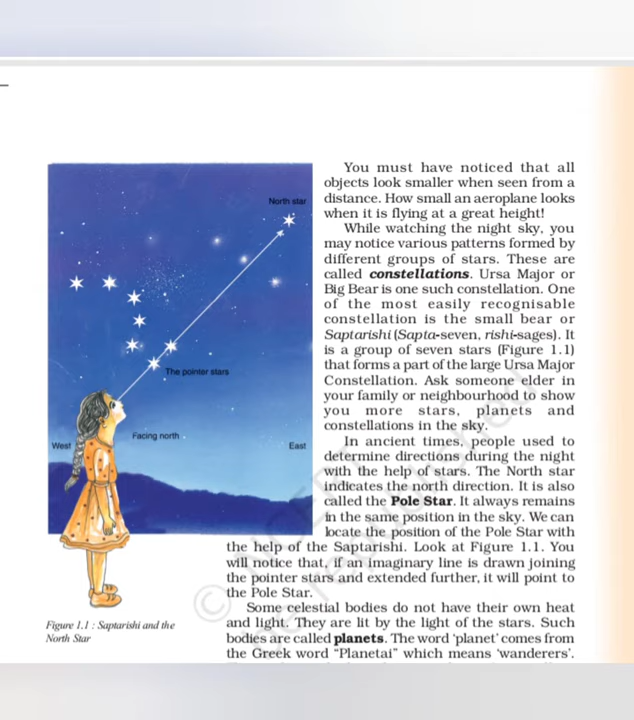 You must have noticed that all
objects look smaller when seen from a
distance. How small an aeroplane looks
when it is flying at a great height!
While watching the night sky, you
may notice various patterns formed by
different groups of stars. These are
called constellations. Ursa Major or
Big Bear is one such constellation. One
of the most easily recognisable
constellation is the small bear or
Saptarishi (Sapta-seven, rishi-sages). It
is a group of seven stars (Figure 1.1)
that forms a part of the large Ursa Major
Constellation. Ask someone elder in
your family or neighbourhood to show
you more stars, planets and
constellations in the sky.
In ancient times, people used to
determine directions during the night
with the help of stars. The North star
indicates the north direction. It is also
called the Pole Star. It always remains
in the same position in the sky. We can
locate the position of the Pole Star with
the help of the Saptarishi. Look at Figure 1.1. You
will notice that, if an imaginary line is drawn joining
the pointer stars and extended further, it will point to
the Pole Star.
Some celestial bodies do not have their own heat
and light. They are lit by the light of the stars. Such
bodies are called planets. The word ‘planet’ comes from
the Greek word “Planetai” which means ‘wanderers’.
North star
The pointer stars
Facing north
West
East
Figure 1.1 : Saptarishi and the
North Star